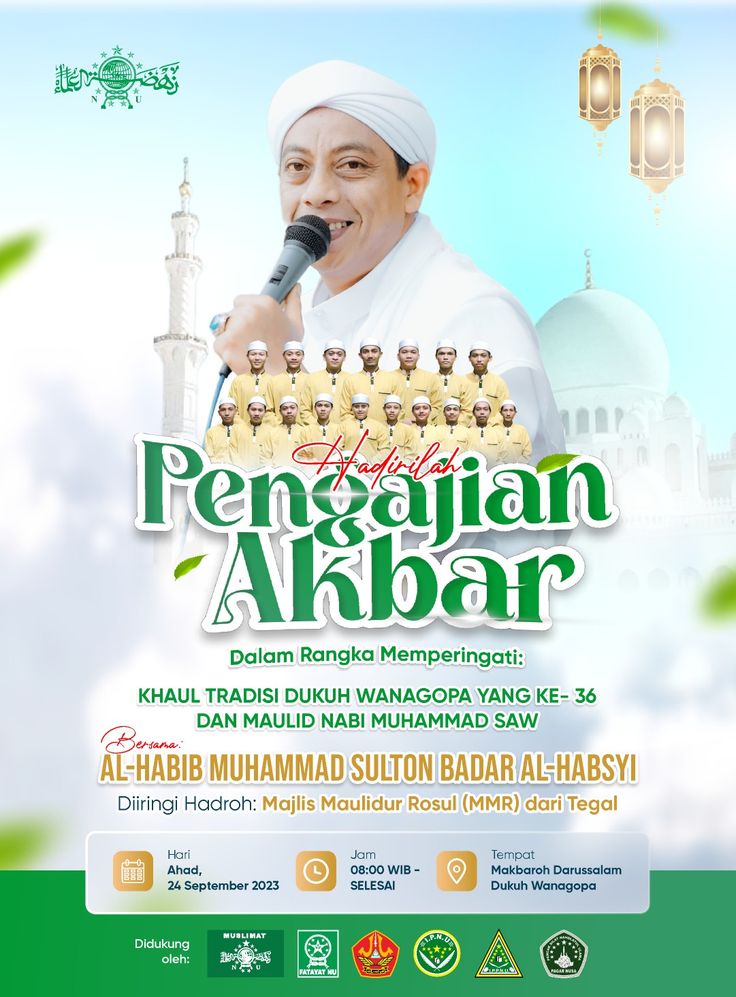 N U
Hadirilah
Pengajian
Akbar
Dalam Rangka Memperingati:
KHAUL TRADISI DUKUH WANAGOPA YANG KE- 36
DAN MAULID NABI MUHAMMAD SAW
Bersama:
AL-HABIB MUHAMMAD SULTON BADAR AL-HABSYI
Diiringi Hadroh: Majlis Maulidur Rosul (MMR) dari Tegal
Hari
Ahad,
24 September 2023
Jam
08:00 WIB -
SELESAI
Tempat
Makbaroh Darussalam
Dukuh Wanagopa
Didukung
oleh:
MUSLIMAT
N U
FATAYAT NU
I.P.N.U
I.P.P.N.U
PAGAR NUSA